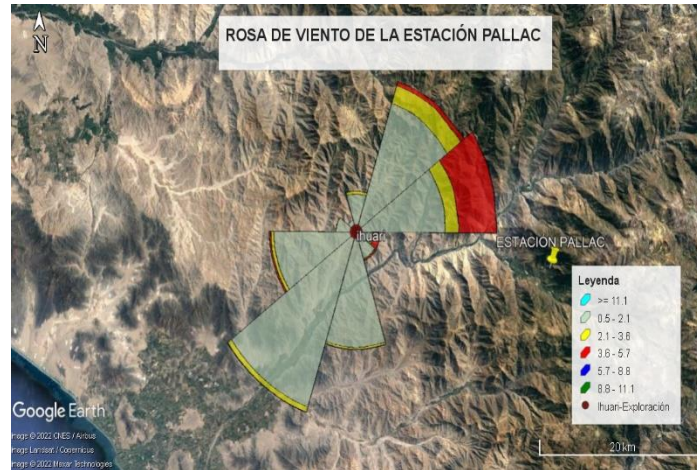 N
ROSA DE VIENTO DE LA ESTACIÓN PALLAC
Ihuari
ESTACIÓN PALLAC
Leyenda
>= 11.1
0.5 - 2.1
2.1 - 3.6
3.6 - 5.7
5.7 - 8.8
8.8 - 11.1
Ihuari-Exploración
Google Earth
Image © 2022 CNES / Airbus
Image Landsat / Copernicus
Image © 2022 Maxar Technologies
20 km